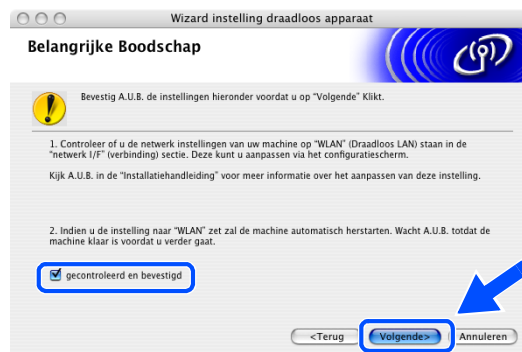 Wizard instelling draadloos apparaat
Belangrijke Boodschap
Bevestig A.U.B. de instellingen hieronder voordat u op “Volgende” Klikt.
1. Controleer of u de netwerk instellingen van uw machine op “WLAN” (Draadloos LAN) staan in de
“netwerk I/F” (verbinding) sectie. Deze kunt u aanpassen via het configuratiescherm.
Kijk A.U.B. in de “Installatiehandleiding” voor meer informatie over het aanpassen van deze instelling.
2. Indien u de instelling naar “WLAN” zet zal de machine automatisch herstarten. Wacht A.U.B. totdat de
machine klaar is voordat u verder gaat.
gecontroleerd en bevestigd
<Terug Volgende> Annuleren